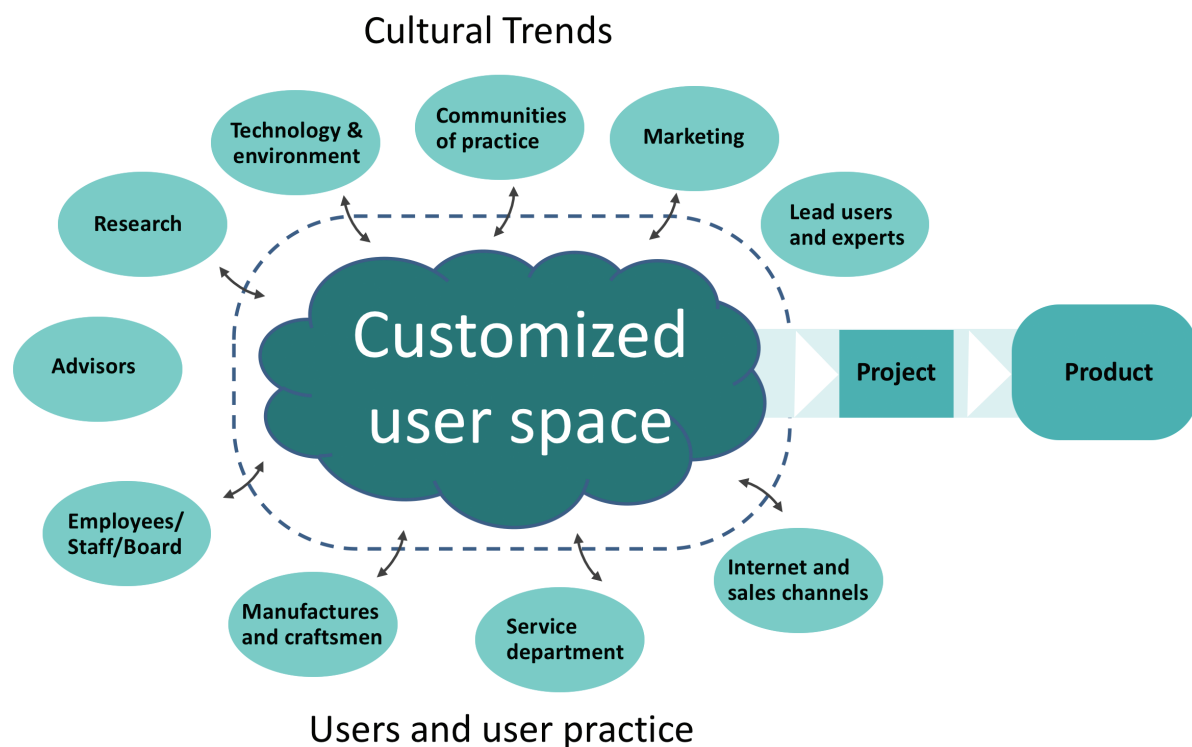 Cultural Trends
Technology &
environment
Communities
of practice
Marketing
Research
Lead users
and experts
Advisors
Customized
user space
Project
Product
Employees/
Staff/Board
Manufactures
and craftsmen
Service
department
Internet and
sales channels
Users and user practice